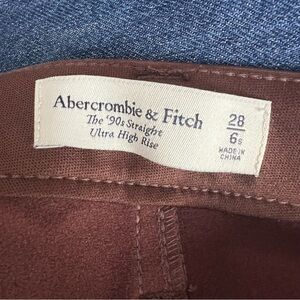 Abercrombie & Fitch
The '90s Straight
Ultra High Rise
28
6s
MADE IN
CHINA